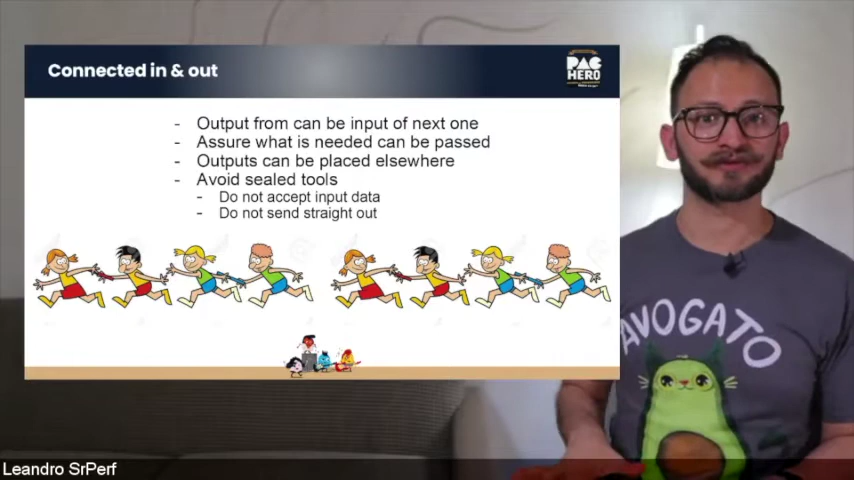 Connected in & out
PAC
HERO
- Output from can be input of next one
- Assure what is needed can be passed
- Outputs can be placed elsewhere
- Avoid sealed tools
- Do not accept input data
- Do not send straight out
AVOGATO
Leandro SrPerf